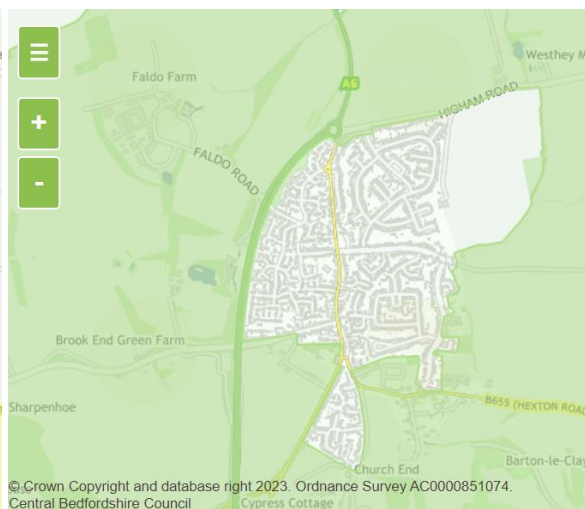 ☰
Westhey M
Faldo Farm
A6
+
HIGHAM ROAD
FALDO ROAD
-
Brook End Green Farm
Sharpenhoe
B655 (HEXTON ROAD
Church End
Barton-le-Clay
© Crown Copyright and database right 2023. Ordnance Survey AC0000851074.
Central Bedfordshire Council
Cypress Cottage